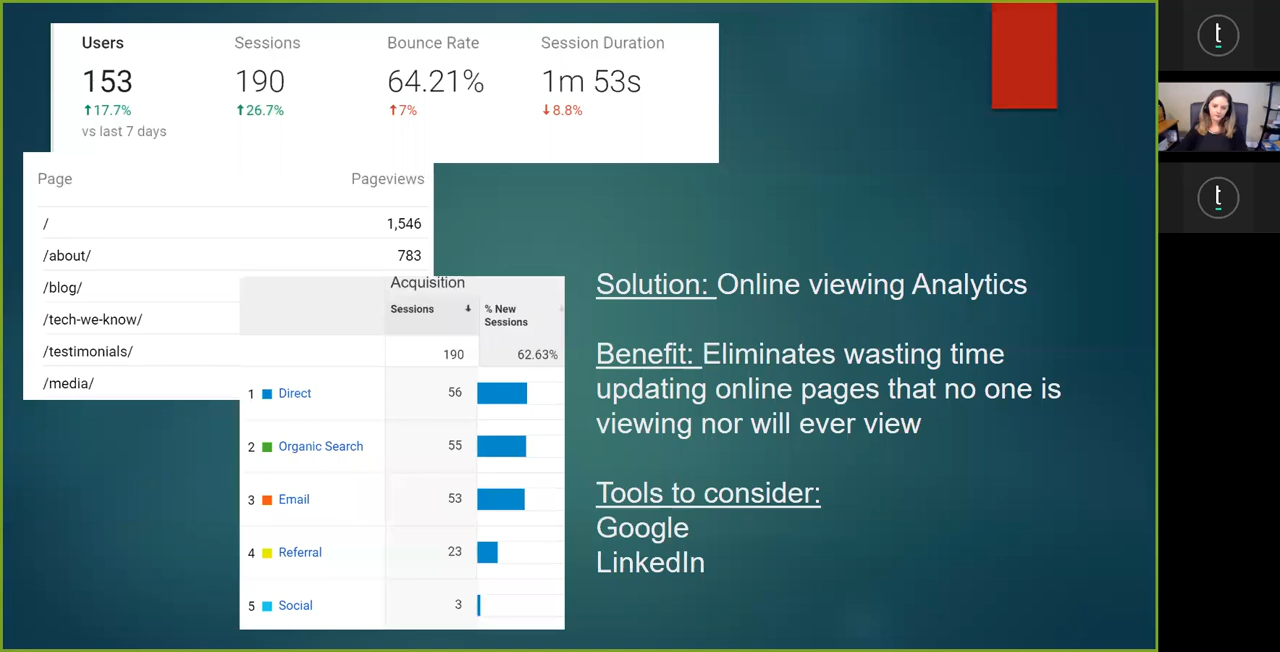 Users Sessions Bounce Rate Session Duration
153 190 64.21% 1m 53s
↑17.7% ↑26.7% ↑7% ↓8.8%
vs last 7 days
Page Pageviews
/ 1,546
/about/ 783
/blog/
/tech-we-know/
/testimonials/
/media/
Acquisition
Sessions ↓ % New
Sessions
190 62.63%
1 Direct 56
2 Organic Search 55
3 Email 53
4 Referral 23
5 Social 3
Solution: Online viewing Analytics
Benefit: Eliminates wasting time
updating online pages that no one is
viewing nor will ever view
Tools to consider:
Google
LinkedIn
t
t